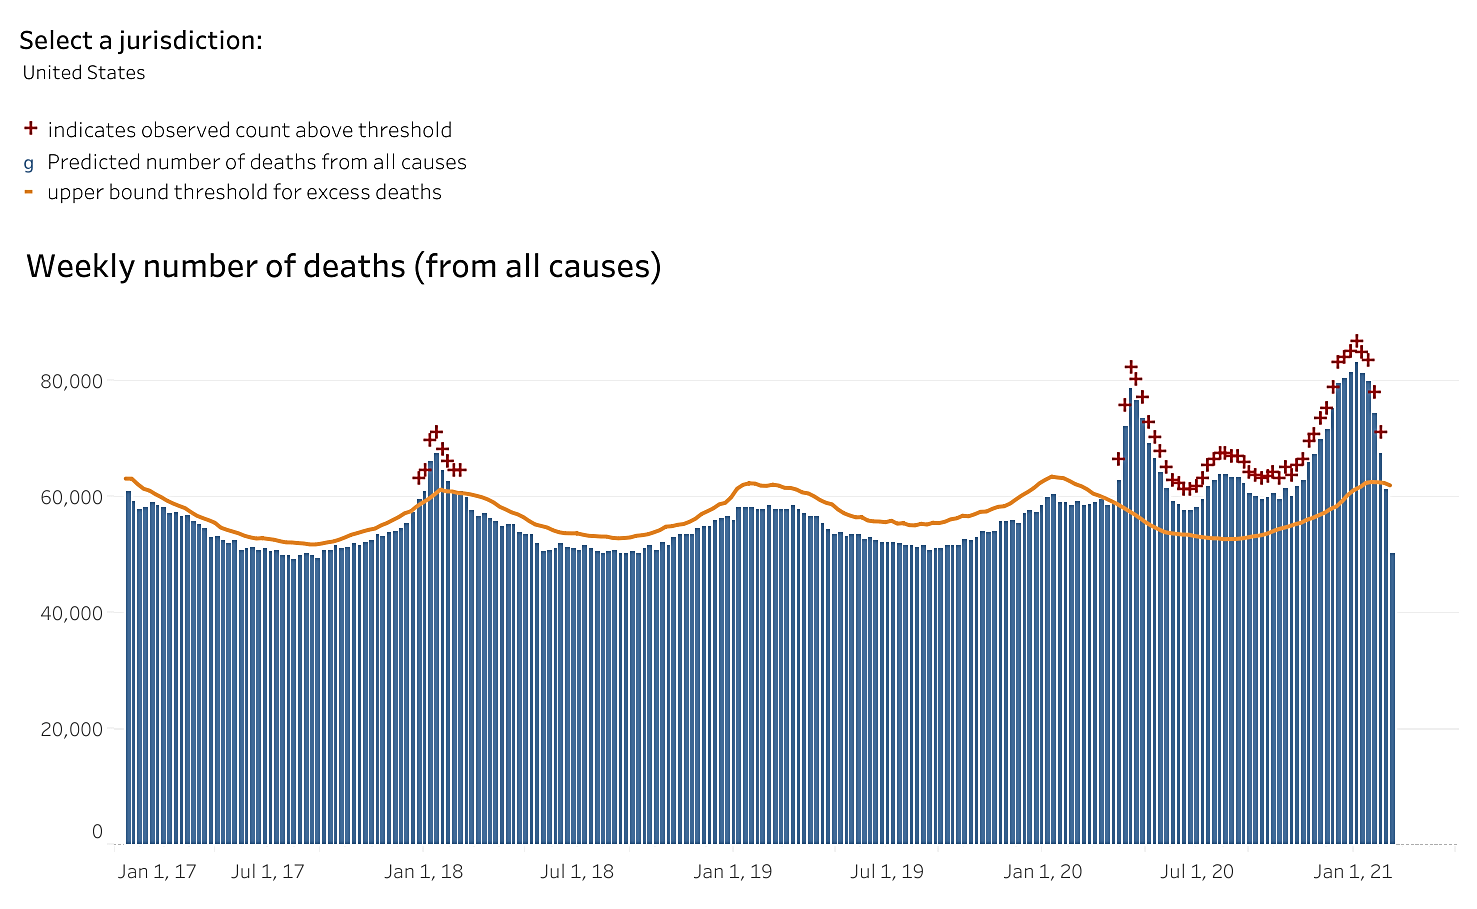 Select a jurisdiction:
United States
+ indicates observed count above threshold
g Predicted number of deaths from all causes
- upper bound threshold for excess deaths
Weekly number of deaths (from all causes)
80,000
60,000
40,000
20,000
0
Jan 1, 17 Jul 1, 17 Jan 1, 18 Jul 1, 18 Jan 1, 19 Jul 1, 19 Jan 1, 20 Jul 1, 20 Jan 1, 21